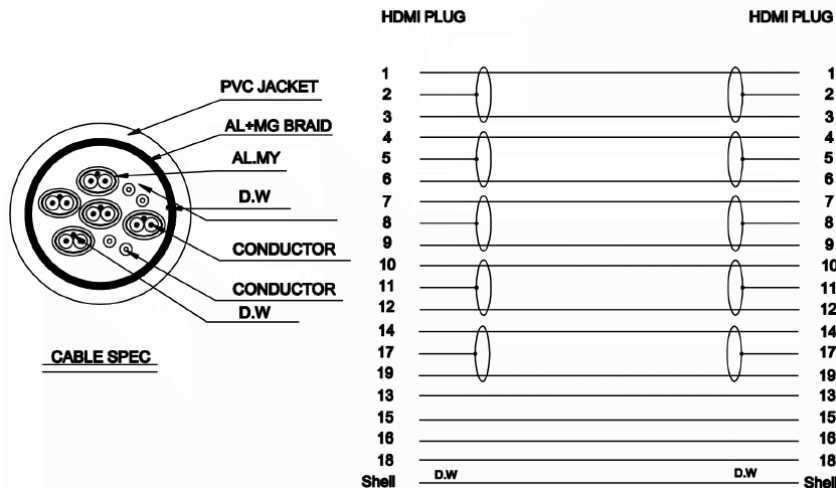 HDMI PLUG HDMI PLUG
PVC JACKET
AL+MG BRAID
AL.MY
D.W
CONDUCTOR
CONDUCTOR
D.W
CABLE SPEC
1 1
2 2
3 3
4 4
5 5
6 6
7 7
8 8
9 9
10 10
11 11
12 12
14 14
17 17
19 19
13 13
15 15
16 16
18 18
Shell D.W D.W Shell